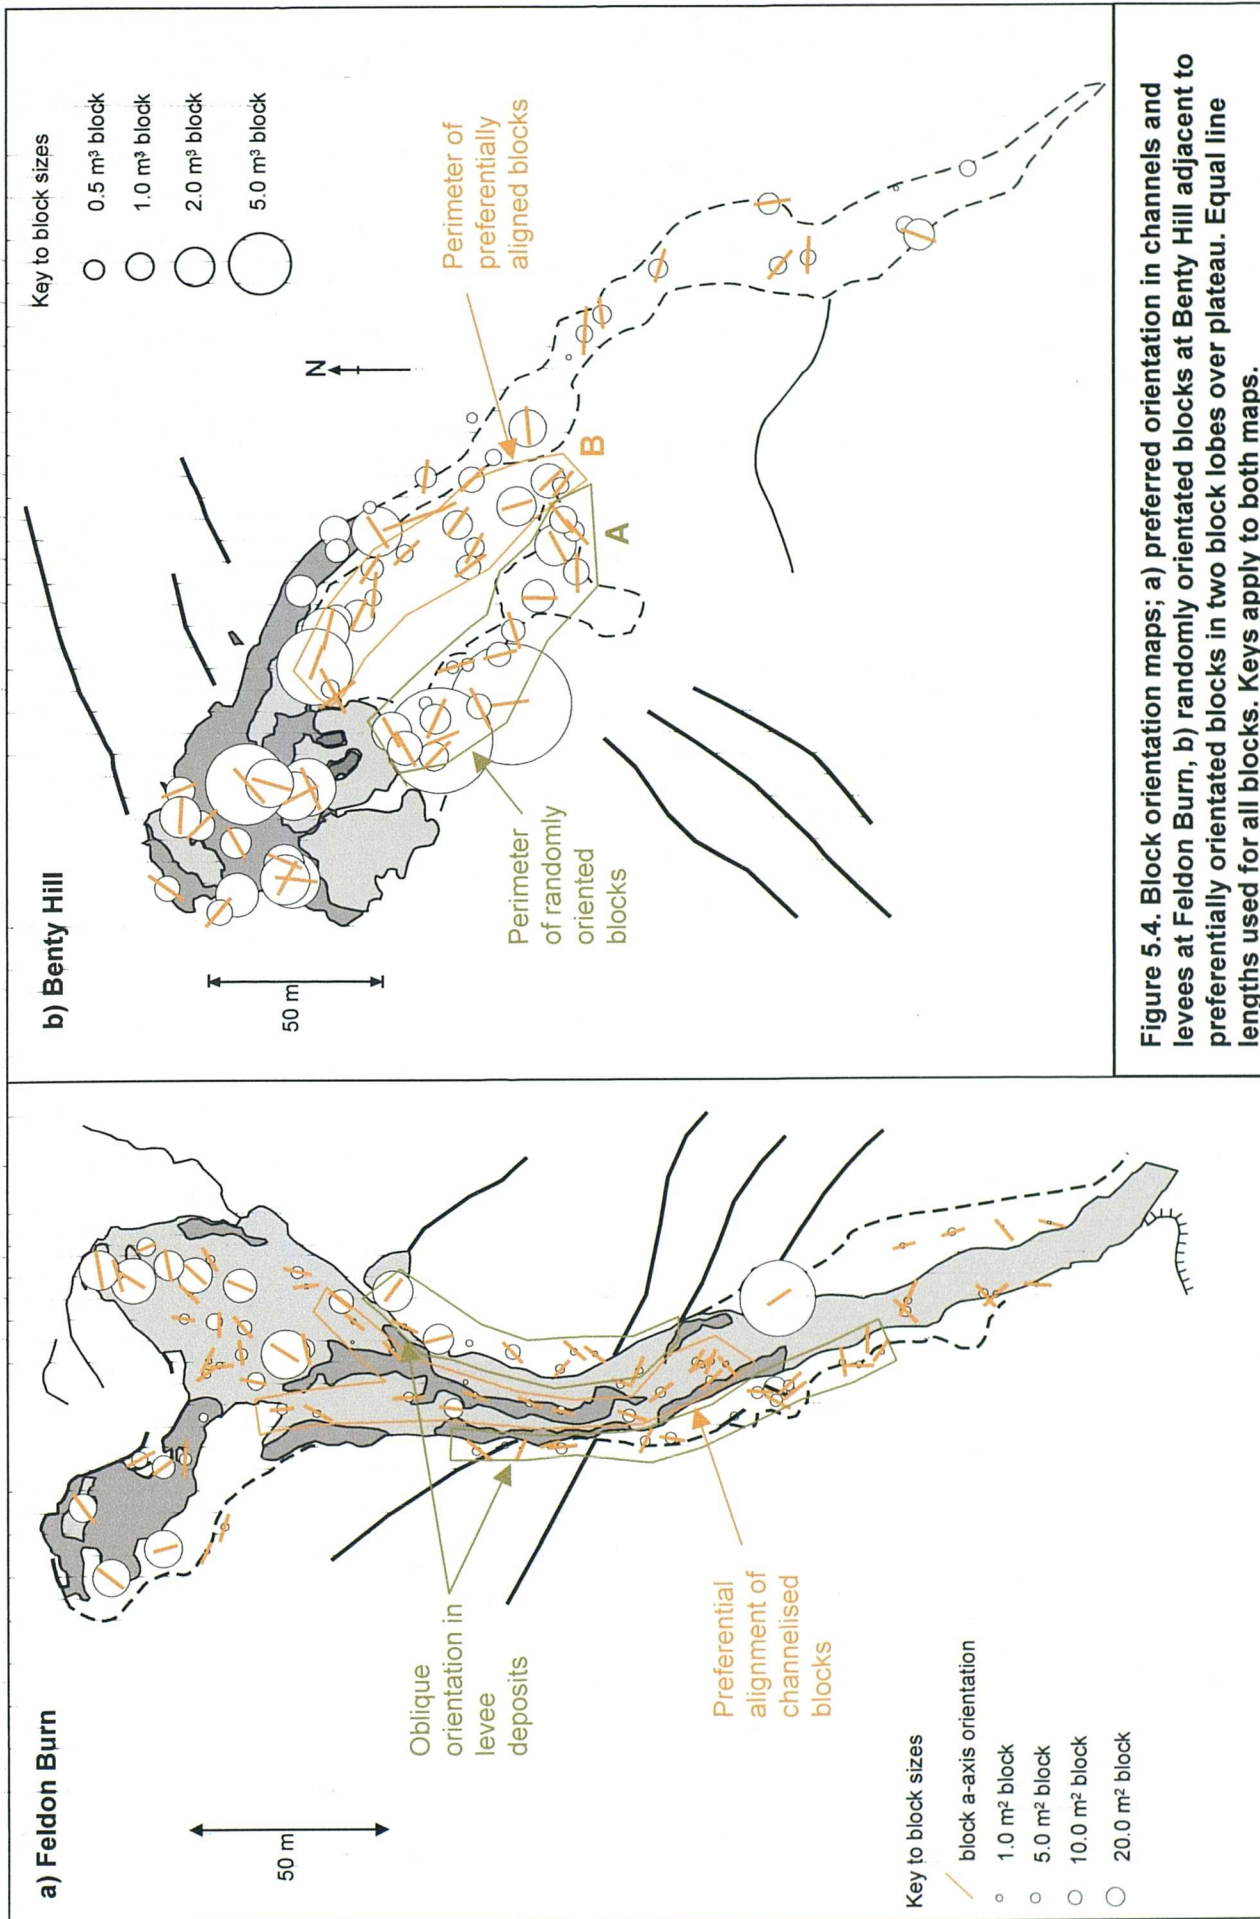 a) Feldon Burn
50 m
Oblique
orientation in
levee
deposits
Preferential
alignment of
channelised
blocks
Key to block sizes
block a-axis orientation
1.0 m² block
5.0 m² block
10.0 m² block
20.0 m² block
b) Benty Hill
50 m
Key to block sizes
0.5 m³ block
1.0 m³ block
2.0 m³ block
5.0 m³ block
N
Perimeter of
preferentially
aligned blocks
B
A
Perimeter
of randomly
oriented
blocks
Figure 5.4. Block orientation maps; a) preferred orientation in channels and
levees at Feldon Burn, b) randomly orientated blocks at Benty Hill adjacent to
preferentially orientated blocks in two block lobes over plateau. Equal line
lengths used for all blocks. Keys apply to both maps.